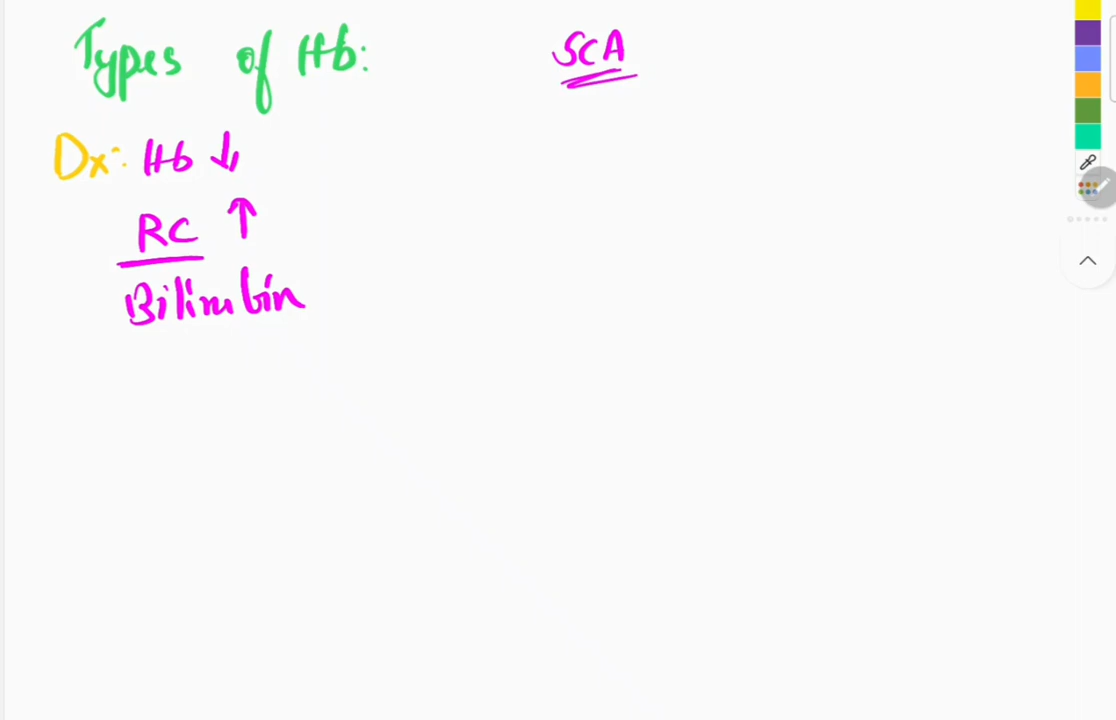 Types of Hb:
SCA
Dx:- Hb ↓
RC ↑
Bilirubin